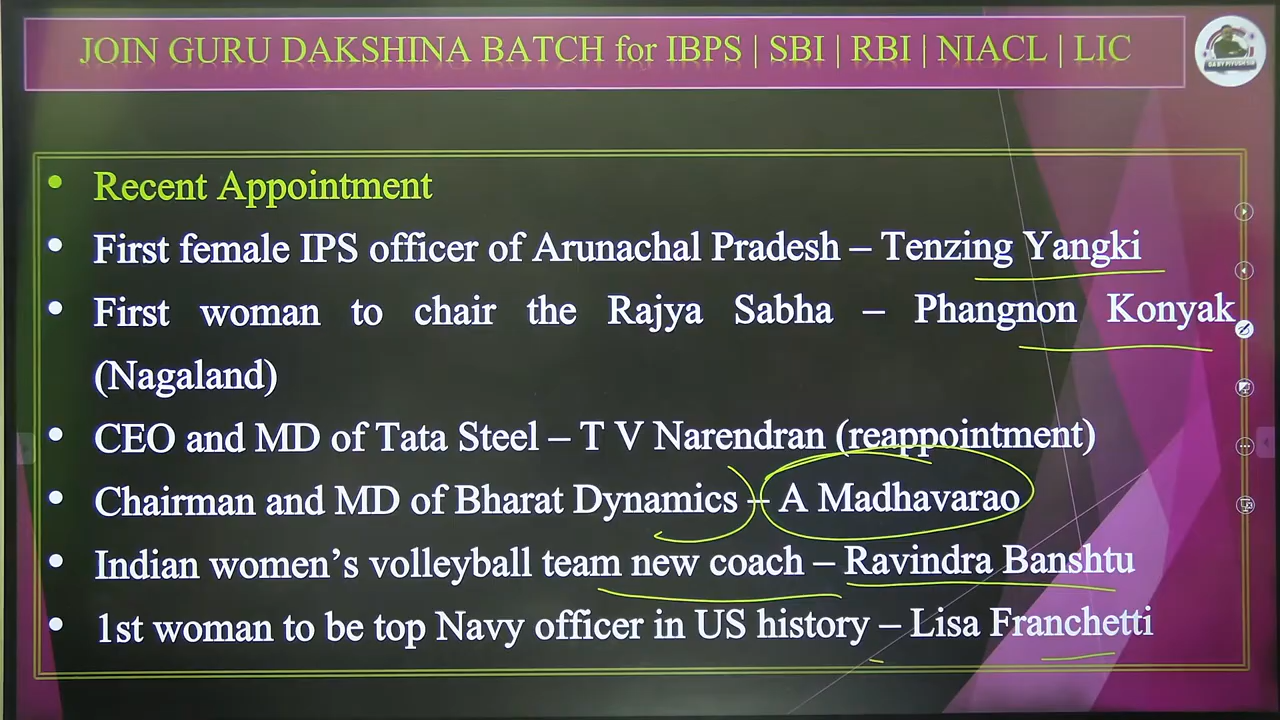 JOIN GURU DAKSHINA BATCH for IBPS | SBI | RBI | NIACL | LIC
• Recent Appointment
• First female IPS officer of Arunachal Pradesh – Tenzing Yangki
• First woman to chair the Rajya Sabha – Phangnon Konyak
(Nagaland)
• CEO and MD of Tata Steel – T V Narendran (reappointment)
• Chairman and MD of Bharat Dynamics – A Madhavarao
• Indian women’s volleyball team new coach – Ravindra Banshtu
• 1st woman to be top Navy officer in US history – Lisa Franchetti